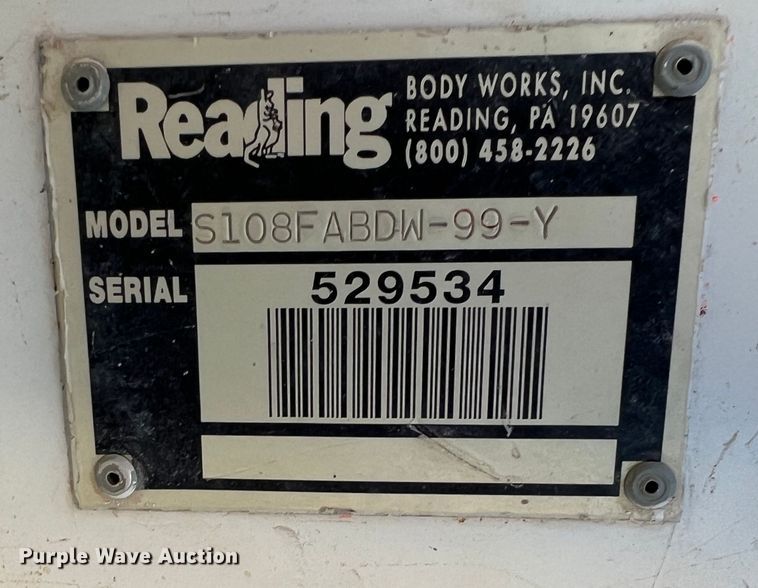 Reading
BODY WORKS, INC.
READING, PA 19607
(800) 458-2226
MODEL S108FABDW-99-Y
SERIAL 529534
Purple Wave Auction